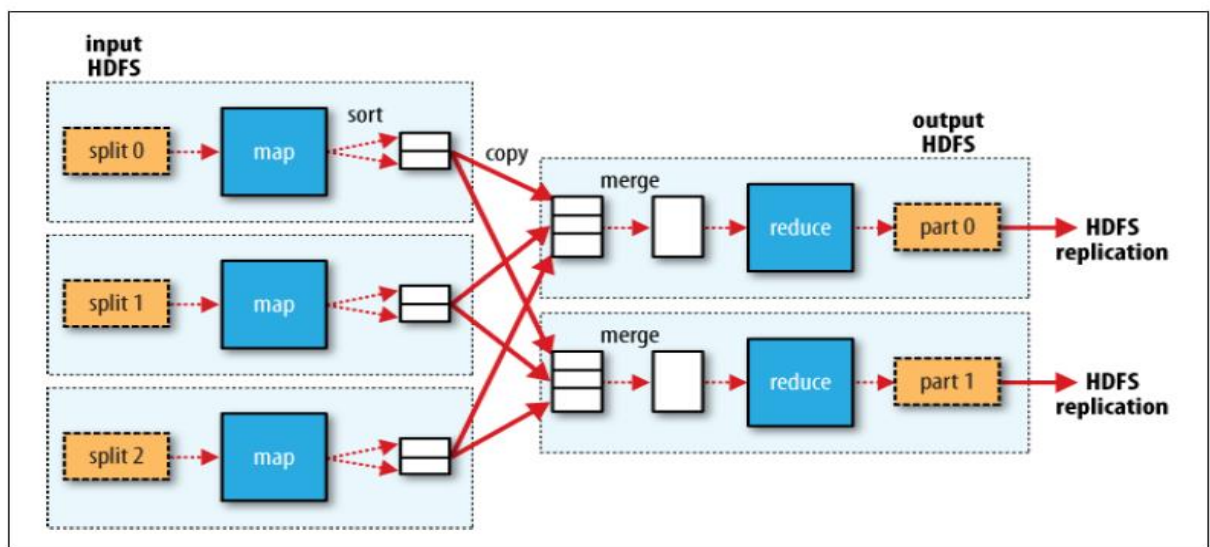 input
HDFS
split 0
map
sort
copy
split 1
map
split 2
map
output
HDFS
merge
reduce
part 0
HDFS
replication
merge
reduce
part 1
HDFS
replication